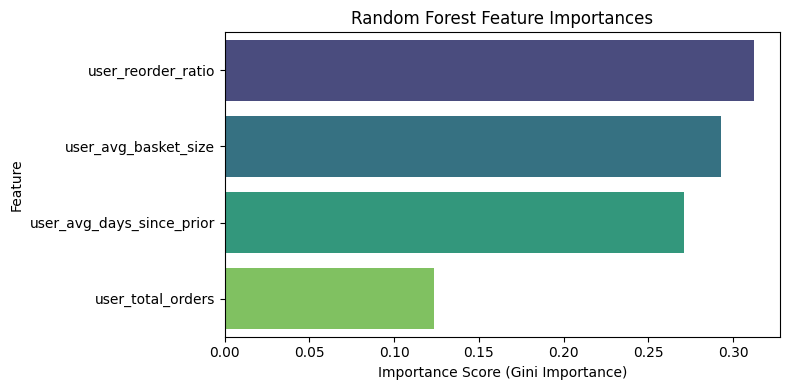 Random Forest Feature Importances
Feature
user_reorder_ratio
user_avg_basket_size
user_avg_days_since_prior
user_total_orders
0.00 0.05 0.10 0.15 0.20 0.25 0.30
Importance Score (Gini Importance)